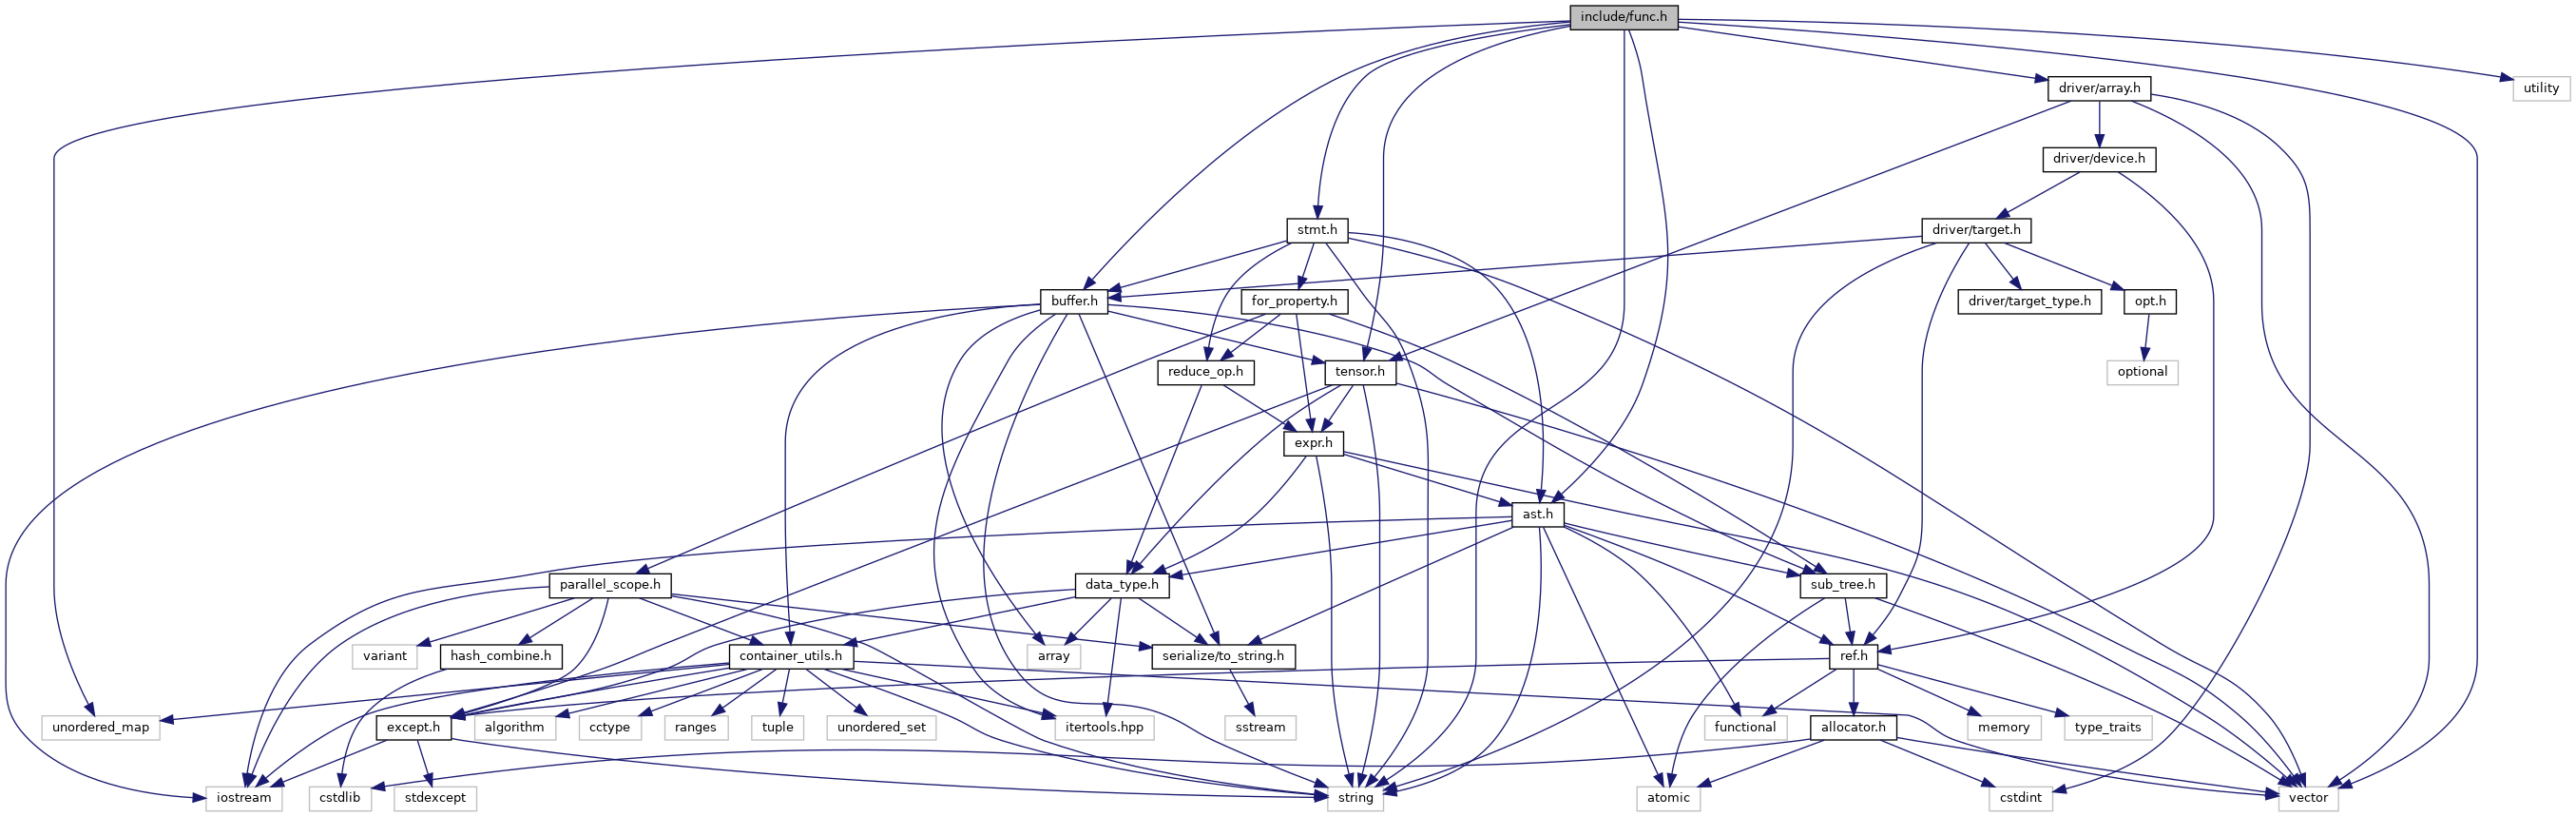 include/func.h
driver/array.h
utility
driver/device.h
stmt.h
driver/target.h
buffer.h
for_property.h
driver/target_type.h
opt.h
reduce_op.h
tensor.h
optional
expr.h
ast.h
parallel_scope.h
data_type.h
sub_tree.h
variant
hash_combine.h
container_utils.h
array
serialize/to_string.h
ref.h
unordered_map
except.h
algorithm
cctype
ranges
tuple
unordered_set
itertools.hpp
sstream
functional
allocator.h
memory
type_traits
iostream
cstdlib
stdexcept
string
atomic
cstdint
vector